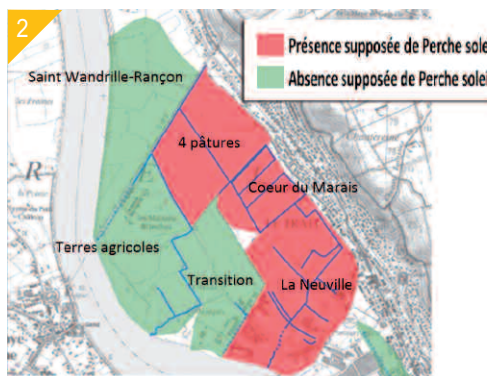 2
Présence supposée de Perche sole
Absence supposée de Perche solei
Saint Wandrille-Rançon
4 pâtures
Coeur du Marais
Terres agricoles
Transition
La Neuville